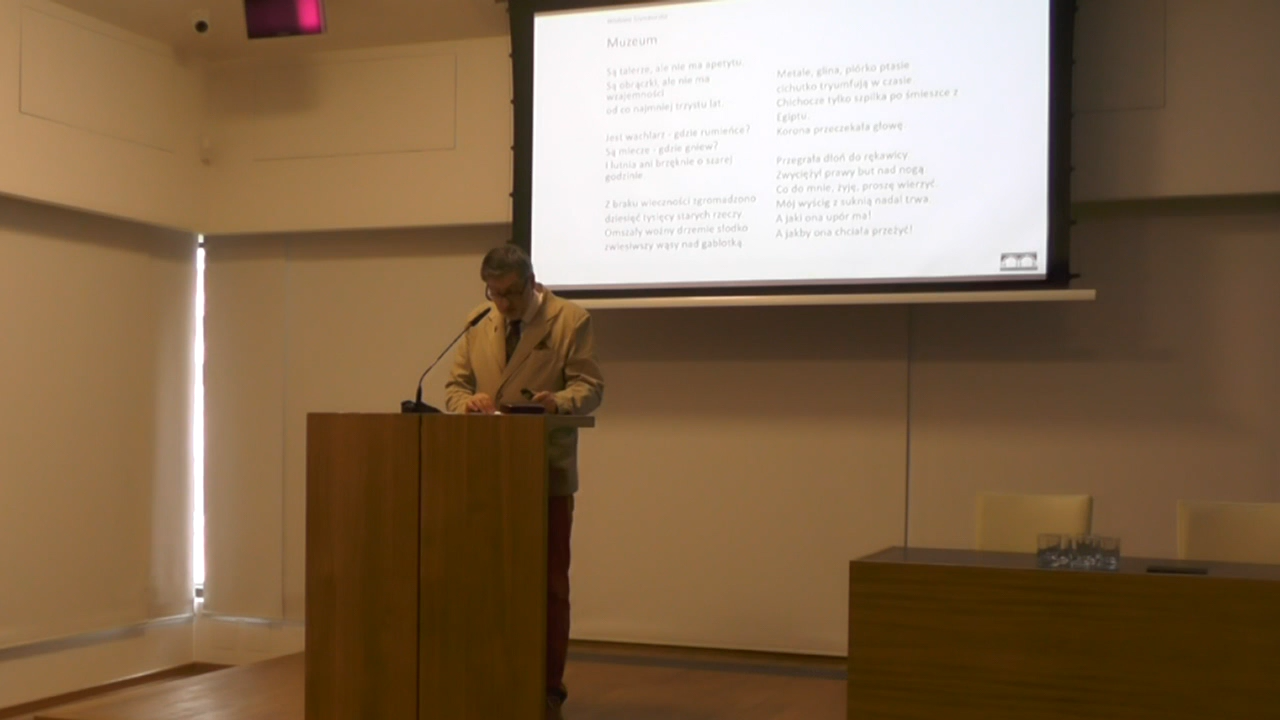 Wisława Szymborska
Muzeum
Są talerze, ale nie ma apetytu.
Są obrączki, ale nie ma
wzajemności
od co najmniej trzystu lat.
Jest wachlarz - gdzie rumieńce?
Są miecze - gdzie gniew?
I lutnia ani brzęknie o szarej
godzinie
Z braku wieczności zgromadzono
dziesięć tysięcy starych rzeczy
Omszały woźny drzemie słodko
zwiesiwszy wąsy nad gablotką
Metale, glina, piórko ptasie
cichutko tryumfują w czasie
Chichocze tylko szpilka po śmieszce z
Egiptu.
Korona przeczekała głowę
Przegrała dłoń do rękawicy
Zwyciężył prawy but nad nogą
Co do mnie, żyję, proszę wierzyć.
Mój wyścig z suknią nadal trwa
A jaki ona upór ma!
A jakby ona chciała przeżyć!